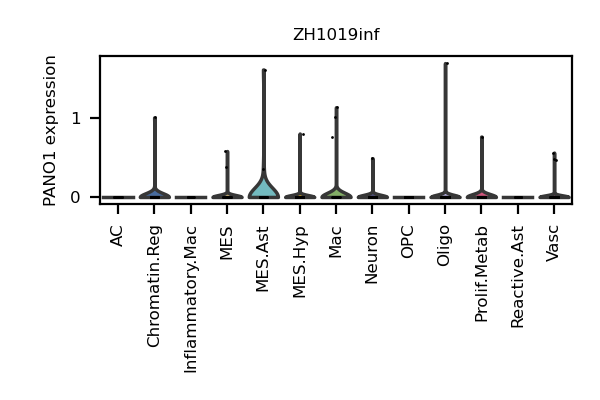 ZH1019inf
PANO1 expression
1
0
AC
Chromatin.Reg
Inflammatory.Mac
MES
MES.Ast
MES.Hyp
Mac
Neuron
OPC
Oligo
Prolif.Metab
Reactive.Ast
Vasc